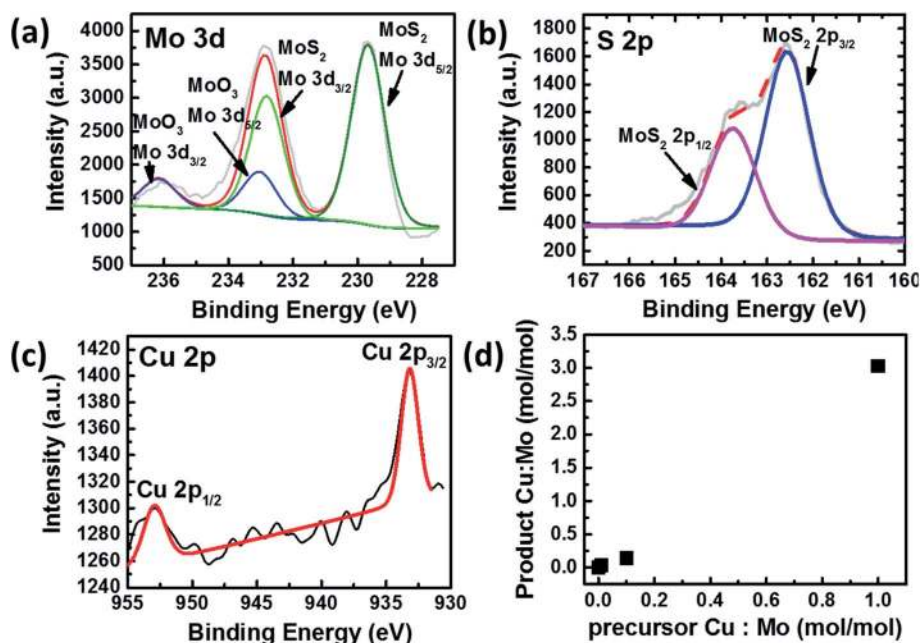 (a)
Mo 3d
MoS₂
Mo 3d₅/₂
MoS₂
Mo 3d₃/₂
MoO₃
Mo 3d₅/₂
MoO₃
Mo 3d₃/₂
Intensity (a.u.)
4000
3500
3000
2500
2000
1500
1000
500
236 234 232 230 228
Binding Energy (eV)
(b)
S 2p
MoS₂ 2p₃/₂
MoS₂ 2p₁/₂
Intensity (a.u.)
1800
1600
1400
1200
1000
800
600
400
200
167 166 165 164 163 162 161 160
Binding Energy (eV)
(c)
Cu 2p
Cu 2p₃/₂
Cu 2p₁/₂
Intensity (a.u.)
1420
1400
1380
1360
1340
1320
1300
1280
1260
1240
955 950 945 940 935 930
Binding Energy (eV)
(d)
Product Cu:Mo (mol/mol)
3.5
3.0
2.5
2.0
1.5
1.0
0.5
0.0
0.0 0.2 0.4 0.6 0.8 1.0
precursor Cu : Mo (mol/mol)